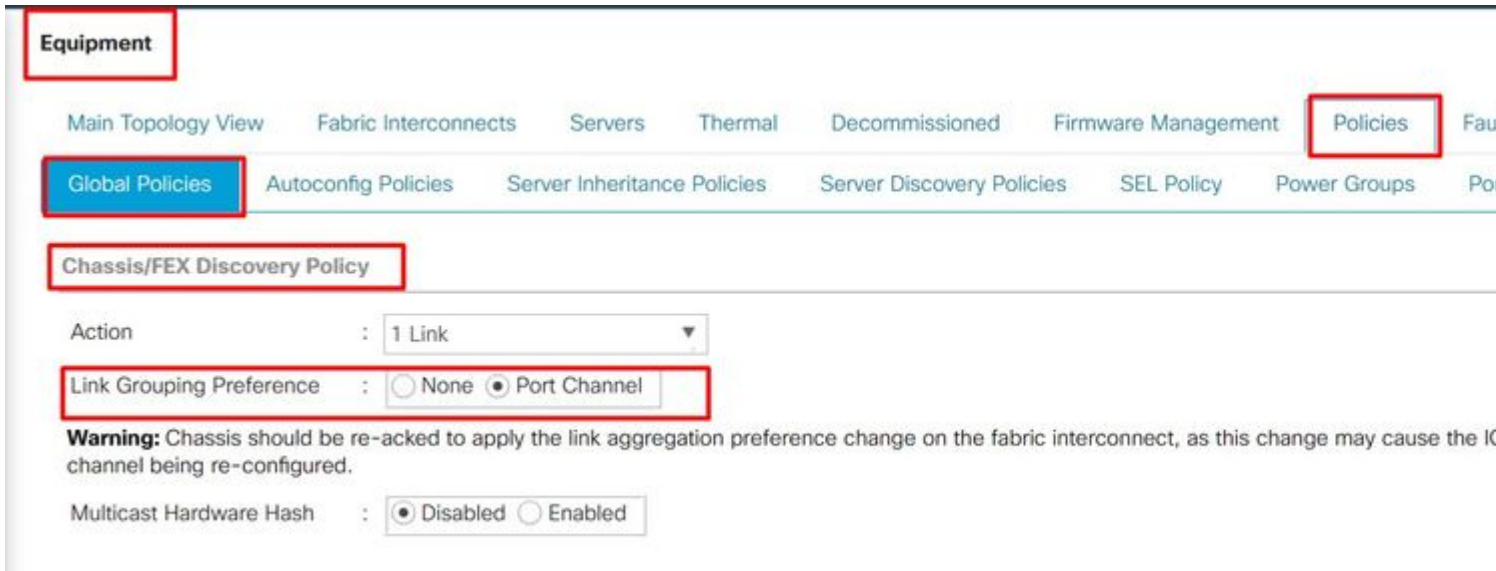 Equipment
Main Topology View Fabric Interconnects Servers Thermal Decommissioned Firmware Management Policies
Global Policies Autoconfig Policies Server Inheritance Policies Server Discovery Policies SEL Policy Power Groups
Chassis/FEX Discovery Policy
Action : 1 Link
Link Grouping Preference : None Port Channel
Warning: Chassis should be re-acked to apply the link aggregation preference change on the fabric interconnect, as this change may cause the
channel being re-configured.
Multicast Hardware Hash : Disabled Enabled